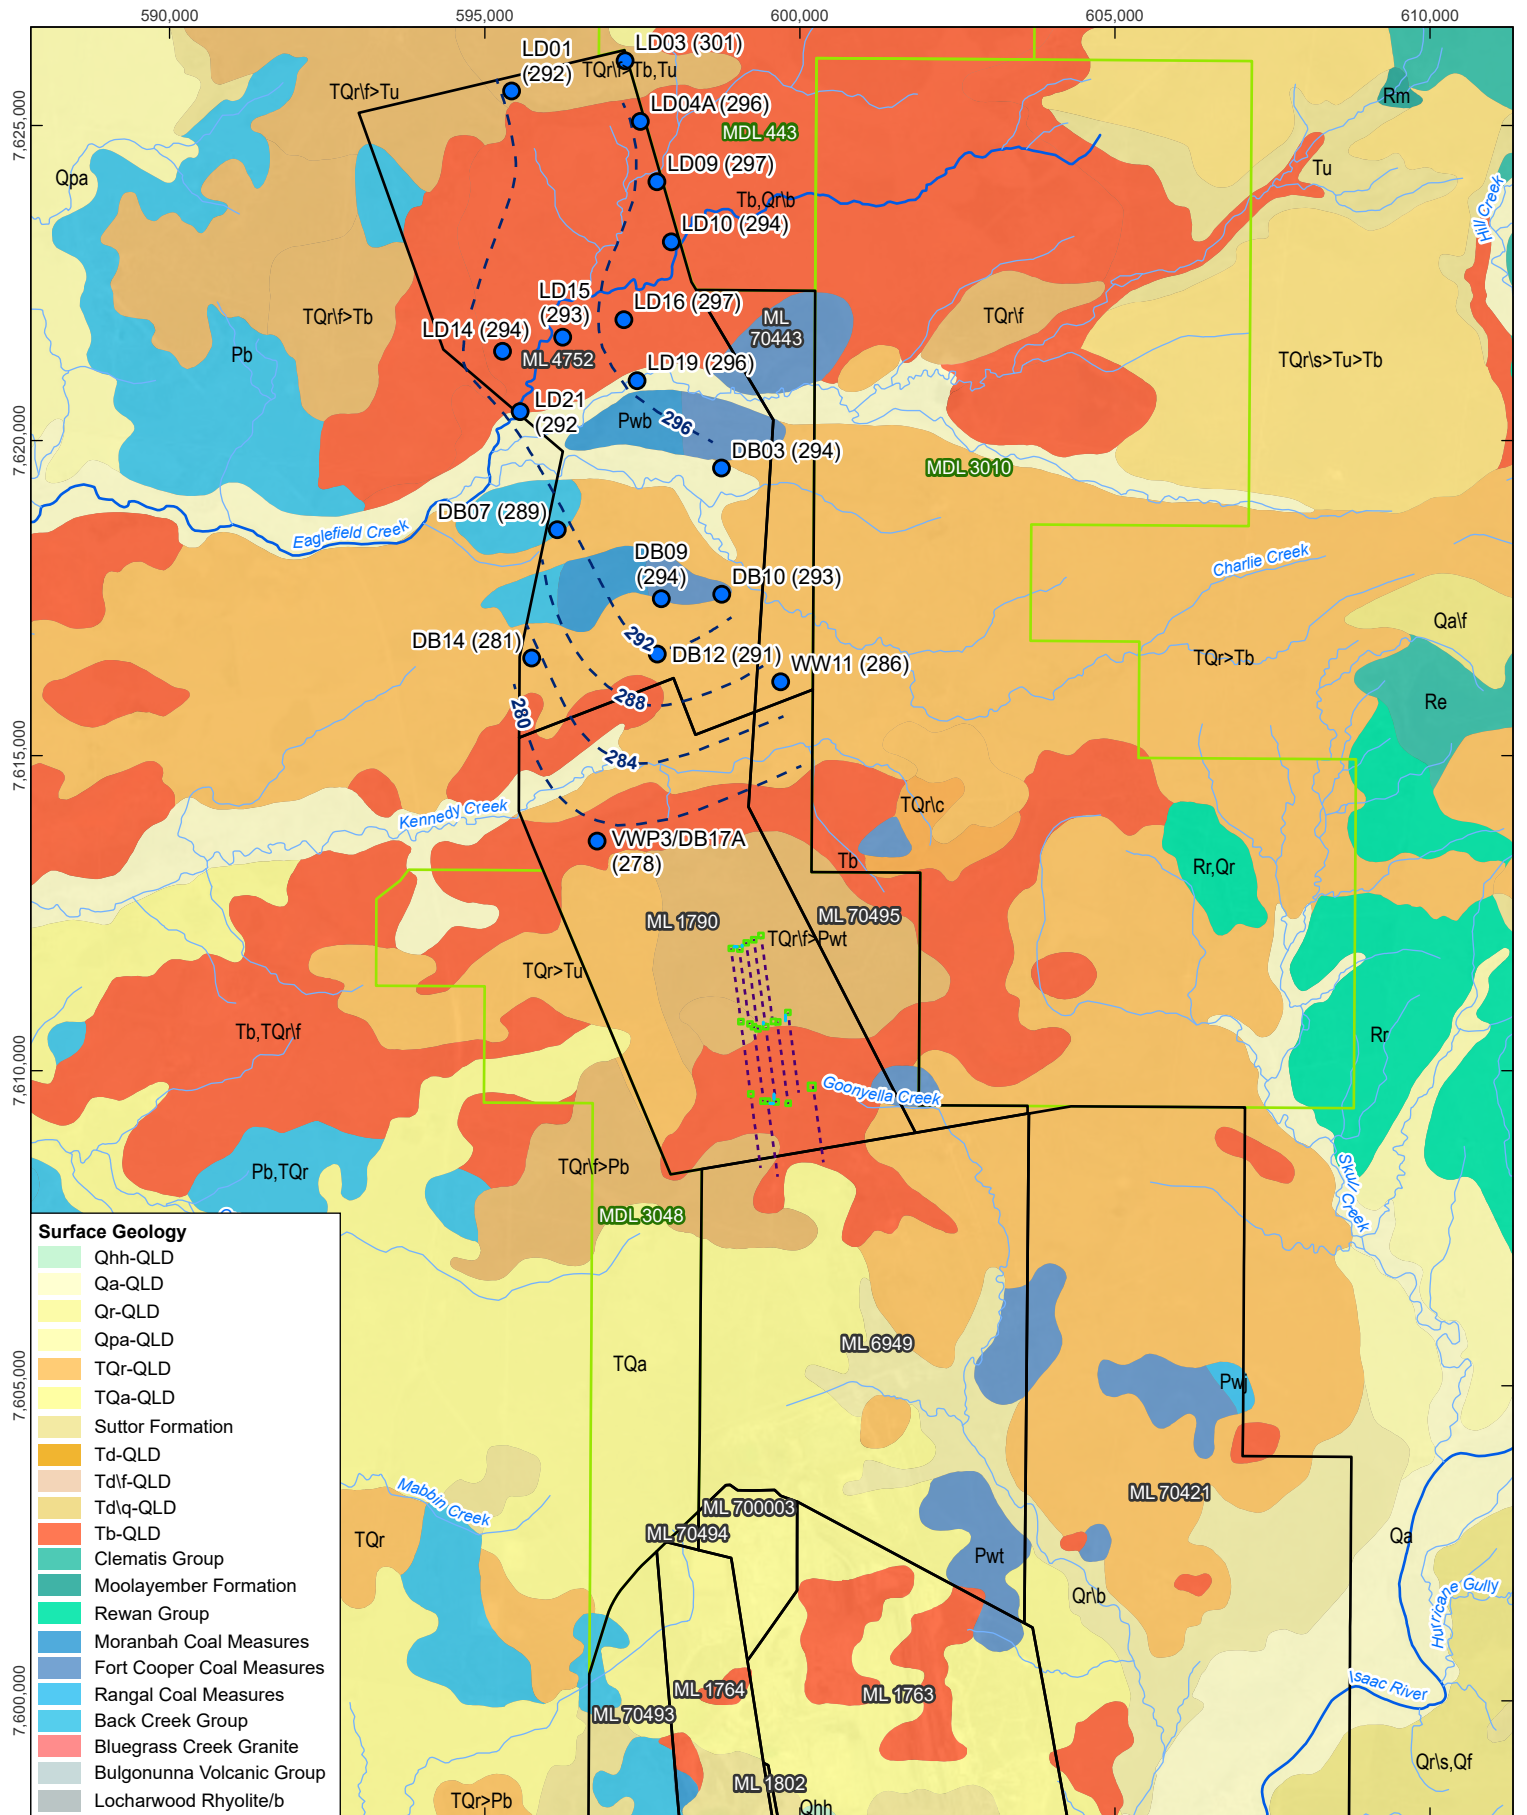 590,000
595,000
600,000
605,000
610,000
7,625,000
7,620,000
7,615,000
7,610,000
7,605,000
7,600,000
LD01
(292)
LD03 (301)
TQr\f>Tb,Tu
TQr\f>Tu
LD04A (296)
MDL 443
Rm
LD09 (297)
Tu
Qpa
Tb,Qr\b
Hill Creek
LD10 (294)
LD15
(293)
LD16 (297)
ML
70443
TQr\f
TQr\f>Tb
LD14 (294)
ML 4752
Pb
TQr\s>Tu>Tb
LD19 (296)
LD21
(292
Pwb
296
DB03 (294)
MDL 3010
DB07 (289)
Eaglefield Creek
DB09
(294)
DB10 (293)
Charlie Creek
Qa\f
DB14 (281)
292
DB12 (291)
WW11 (286)
TQr>Tb
288
Re
280
284
Kennedy Creek
TQr\c
VWP3/DB17A
(278)
Tb
Rr,Qr
ML 1790
ML 70495
TQr\f>Pwt
TQr>Tu
Tb,TQr\f
Rr
Goonyella Creek
Pb,TQr
TQr\f>Pb
MDL 3048
Skull Creek
ML 6949
TQa
Pwj
ML 70421
Mabbin Creek
ML 700003
ML 70494
TQr
Pwt
Qa
Qr\b
Hurricane Gully
Isaac River
ML 1764
ML 1763
ML 70493
Qr\s,Qf
ML 1802
TQr>Pb
Qhh
Surface Geology
Qhh-QLD
Qa-QLD
Qr-QLD
Qpa-QLD
TQr-QLD
TQa-QLD
Suttor Formation
Td-QLD
Td\f-QLD
Td\q-QLD
Tb-QLD
Clematis Group
Moolayember Formation
Rewan Group
Moranbah Coal Measures
Fort Cooper Coal Measures
Rangal Coal Measures
Back Creek Group
Bluegrass Creek Granite
Bulgonunna Volcanic Group
Locharwood Rhyolite/b